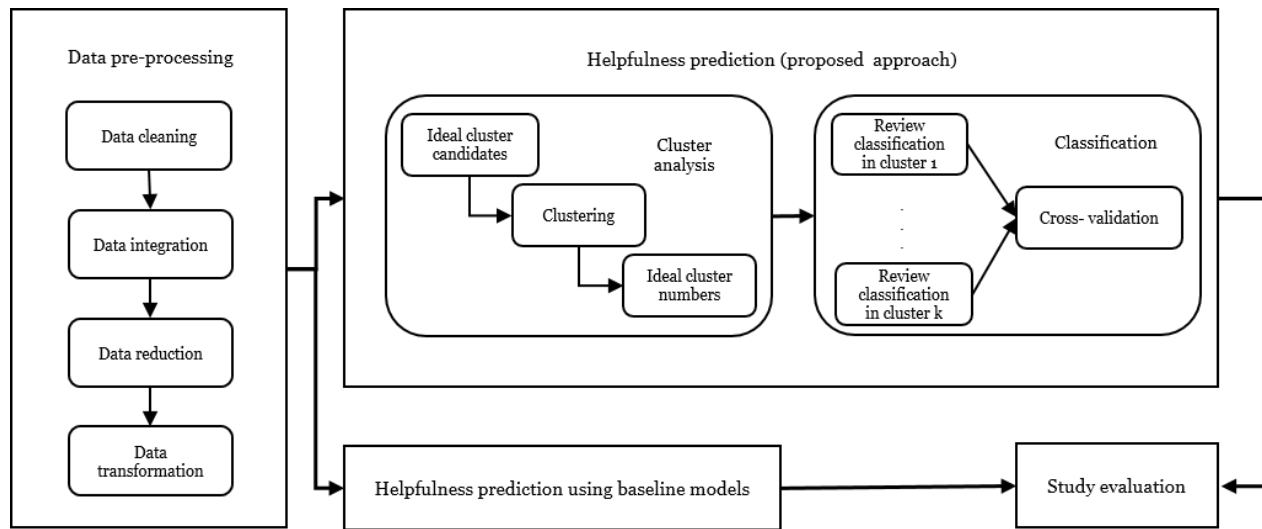 Data pre-processing
Data cleaning
Data integration
Data reduction
Data
transformation
Helpfulness prediction (proposed approach)
Ideal cluster
candidates
Cluster
analysis
Clustering
Ideal cluster
numbers
Review
classification
in cluster 1
.
.
.
Review
classification
in cluster k
Classification
Cross- validation
Helpfulness prediction using baseline models
Study evaluation